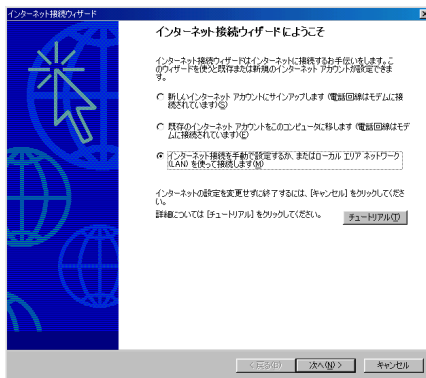 インターネット接続ウィザード
インターネット接続ウィザードにようこそ
インターネット接続ウィザードはインターネットに接続するお手伝いをします。こ
のウィザードを使うと既存または新規のインターネット アカウントが設定できま
す。
新しいインターネット アカウントにサインアップします (電話回線はモデムに接
続されています)(S)
既存のインターネット アカウントをこのコンピュータに移します (電話回線はモデ
ムに接続されています)(E)
インターネット接続を手動で設定するか、またはローカル エリア ネットワーク
(LAN) を使って接続します(M)
インターネットの設定を変更せずに終了するには、[キャンセル] をクリックしてくださ
い。
詳細については [チュートリアル] をクリックしてください。
チュートリアル(T)
< 戻る(B)
次へ(N) >
キャンセル